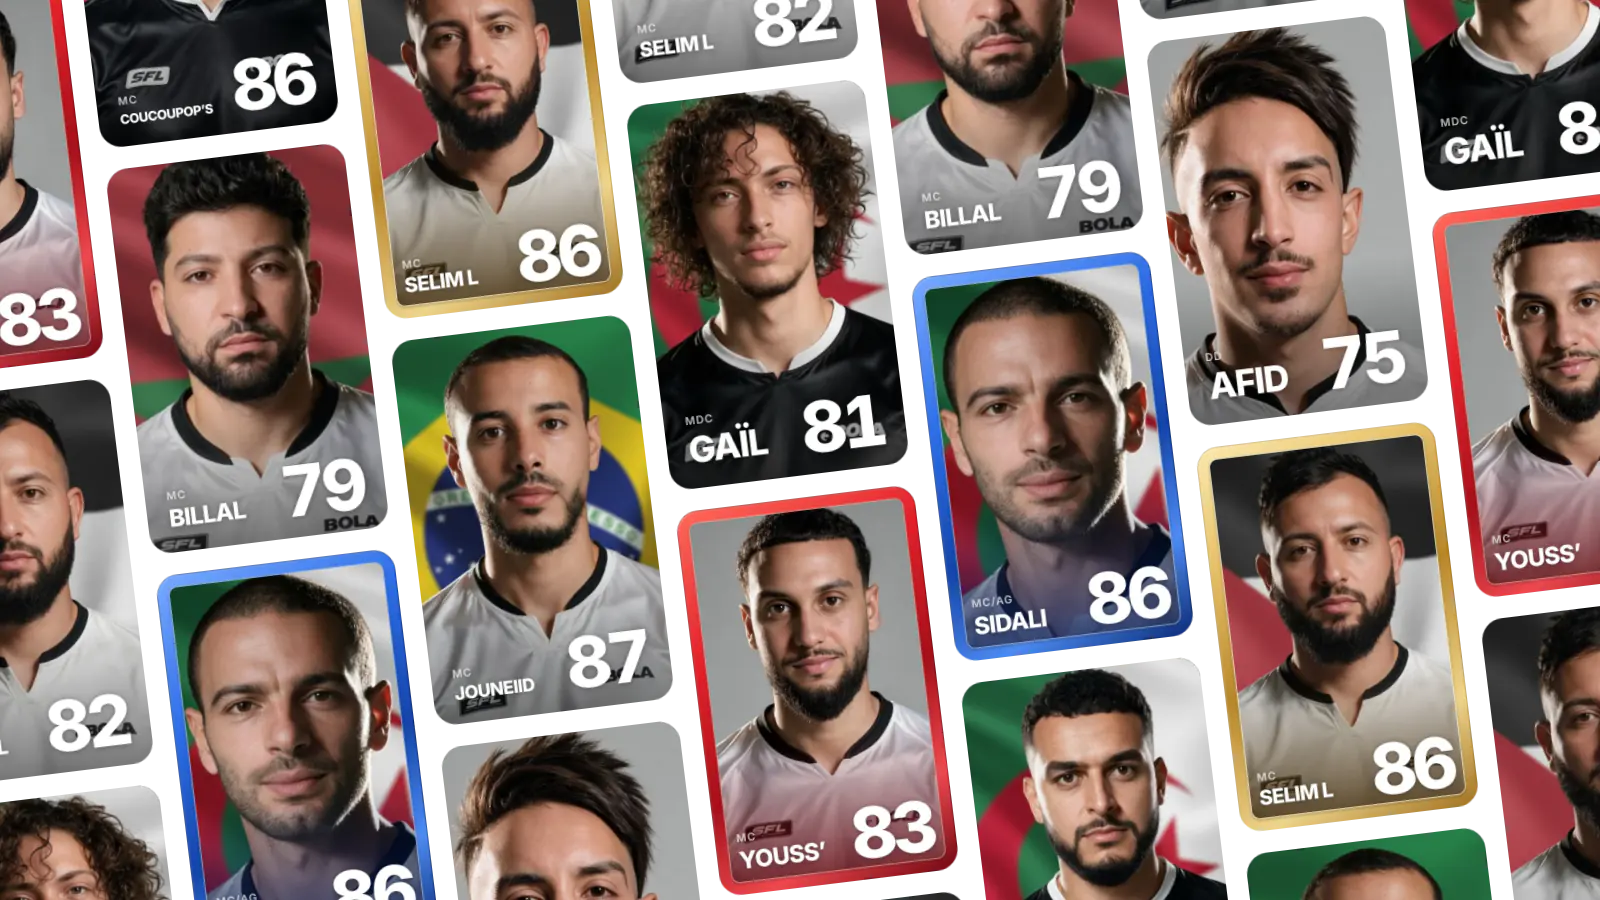 83
82
SFL
MC
COUCOUPOP'S
86
MC
BILLAL
79
BOLA
SFL
MC/AG
86
MC
SELIM L
86
MC
JOUNEIID
87
SFL
MC
SELIM L
82
MDC
GAÏL
81
SFL
MC
YOUSS'
83
MC
BILLAL
79
SFL
BOLA
MC/AG
SIDALI
86
DD
AFID
75
MC
SELIM L
86
MDC
GAÏL
SFL
MC
YOUSS'